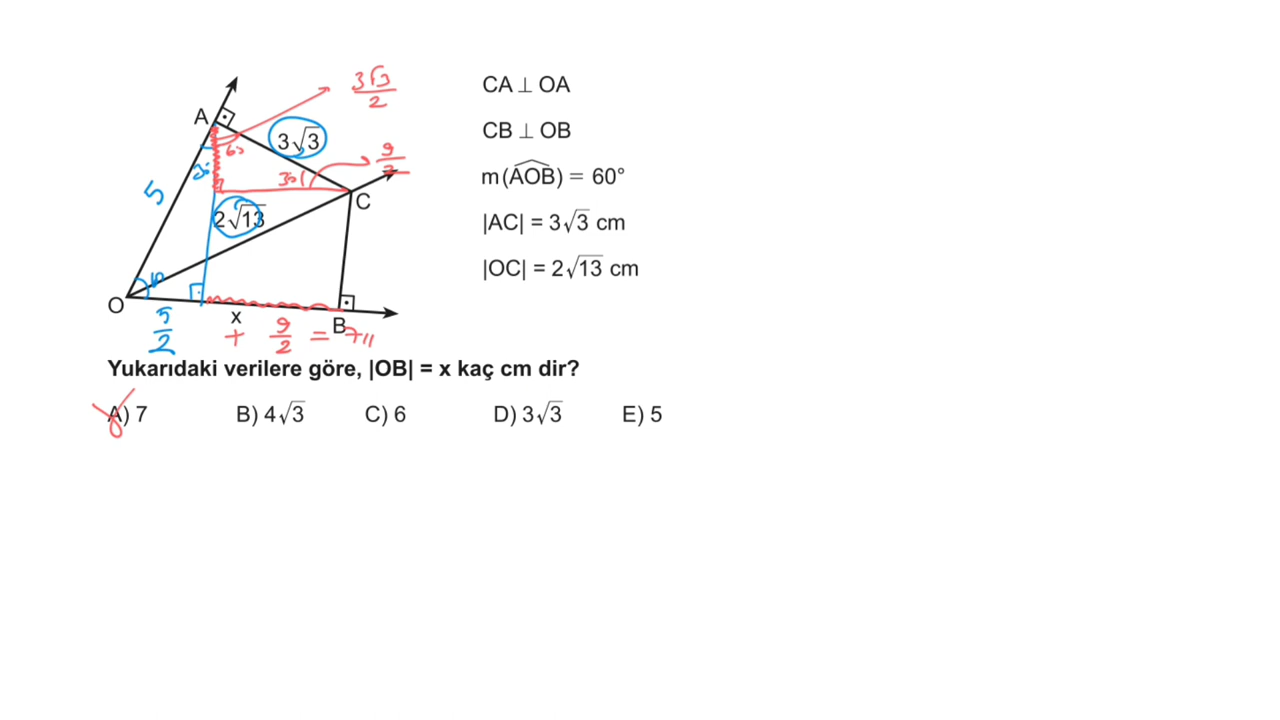 3√3/2
CA ⊥ OA
A
3√3
CB ⊥ OB
60
9/2
30
30
m(AOB) = 60°
5
C
2√13
|AC| = 3√3 cm
|OC| = 2√13 cm
60
O
x
B
5/2 + 9/2 = 7
Yukarıdaki verilere göre, |OB| = x kaç cm dir?
A) 7 B) 4√3 C) 6 D) 3√3 E) 5